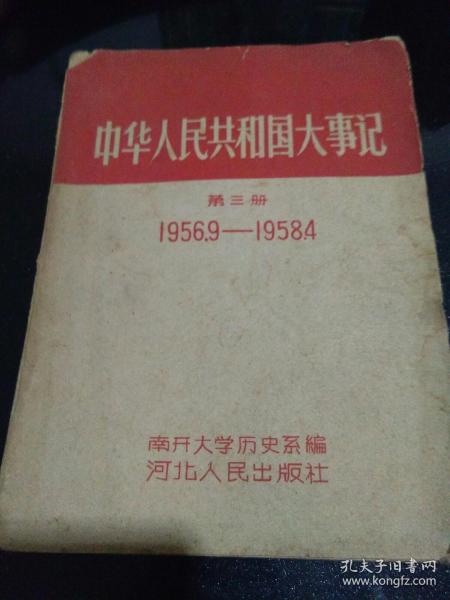 中华人民共和国大事记
第三册
1956.9——1958.4
南开大学历史系編
河北人民出版社
孔夫子旧书网
www.kongfz.com